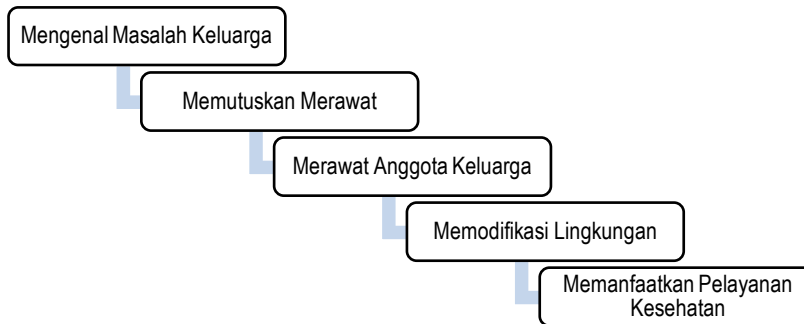 Mengenal Masalah Keluarga
Memutuskan Merawat
Merawat Anggota Keluarga
Memodifikasi Lingkungan
Memanfaatkan Pelayanan
Kesehatan